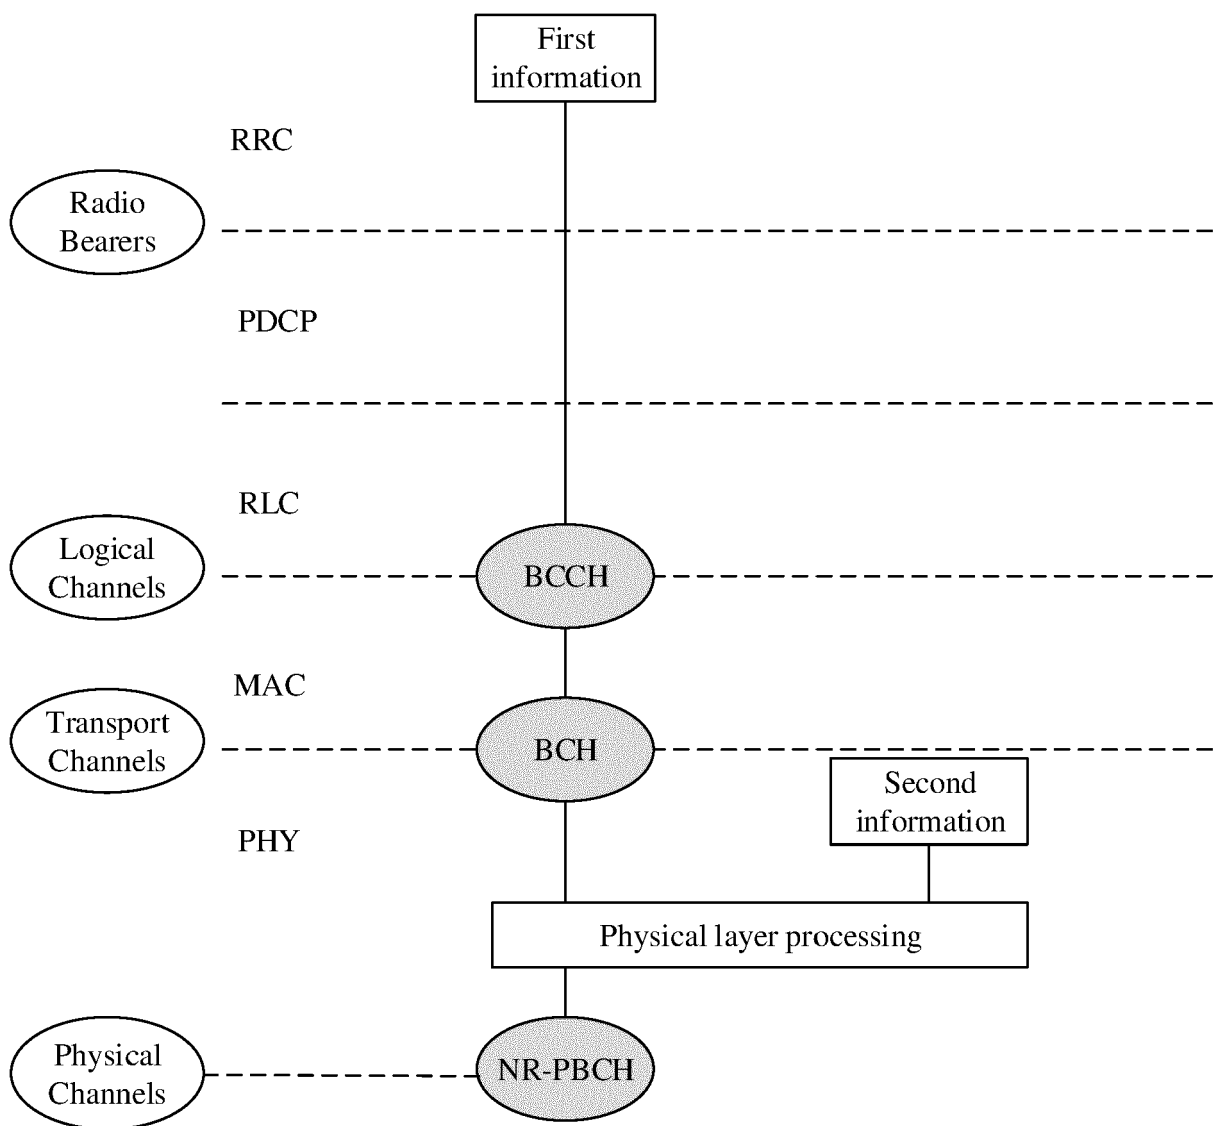 First
information
RRC
Radio
Bearers
PDCP
RLC
Logical
Channels
BCCH
MAC
Transport
Channels
BCH
Second
information
PHY
Physical layer processing
Physical
Channels
NR-PBCH